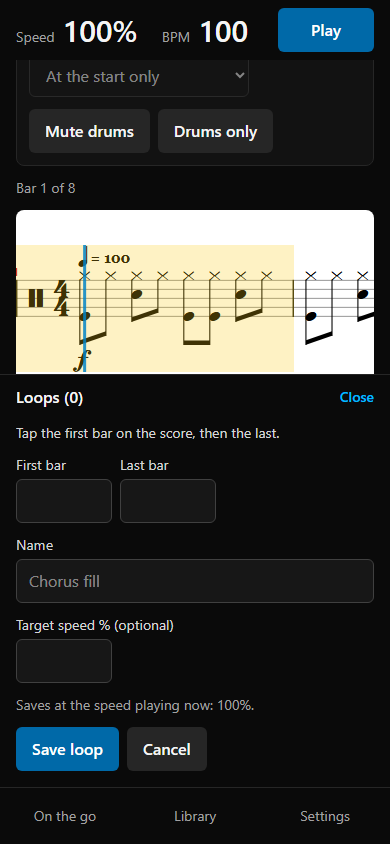 Speed 100% BPM 100 Play
At the start only
Mute drums Drums only
Bar 1 of 8
= 100
4
4
f
Loops (0) Close
Tap the first bar on the score, then the last.
First bar Last bar
Name
Chorus fill
Target speed % (optional)
Saves at the speed playing now: 100%.
Save loop Cancel
On the go Library Settings